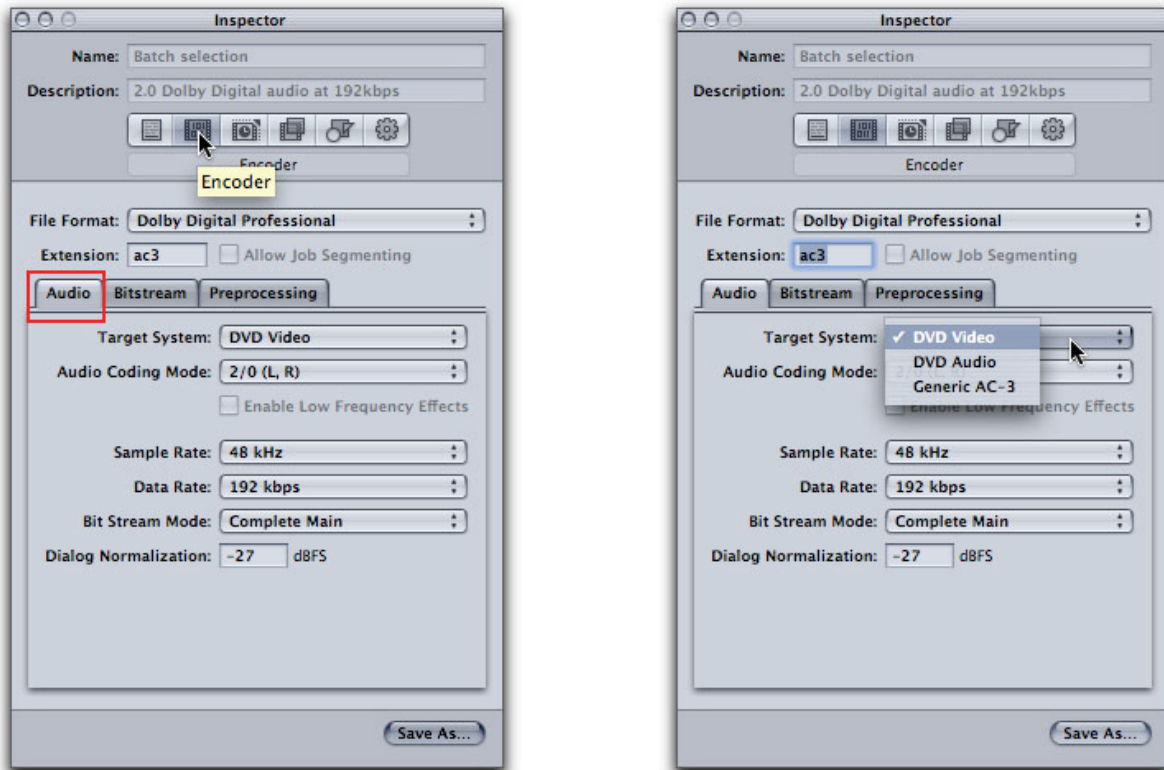 Inspector
Name: Batch selection
Description: 2.0 Dolby Digital audio at 192kbps
Encoder
Encoder
File Format: Dolby Digital Professional
Extension: ac3 Allow Job Segmenting
Audio Bitstream Preprocessing
Target System: DVD Video
Audio Coding Mode: 2/0 (L, R)
Enable Low Frequency Effects
Sample Rate: 48 kHz
Data Rate: 192 kbps
Bit Stream Mode: Complete Main
Dialog Normalization: -27 dBFS
Save As...
Inspector
Name: Batch selection
Description: 2.0 Dolby Digital audio at 192kbps
Encoder
File Format: Dolby Digital Professional
Extension: ac3 Allow Job Segmenting
Audio Bitstream Preprocessing
Target System: ✓ DVD Video
DVD Audio
Audio Coding Mode: 2/0 (L, R)
Generic AC-3
Enable Low Frequency Effects
Sample Rate: 48 kHz
Data Rate: 192 kbps
Bit Stream Mode: Complete Main
Dialog Normalization: -27 dBFS
Save As...